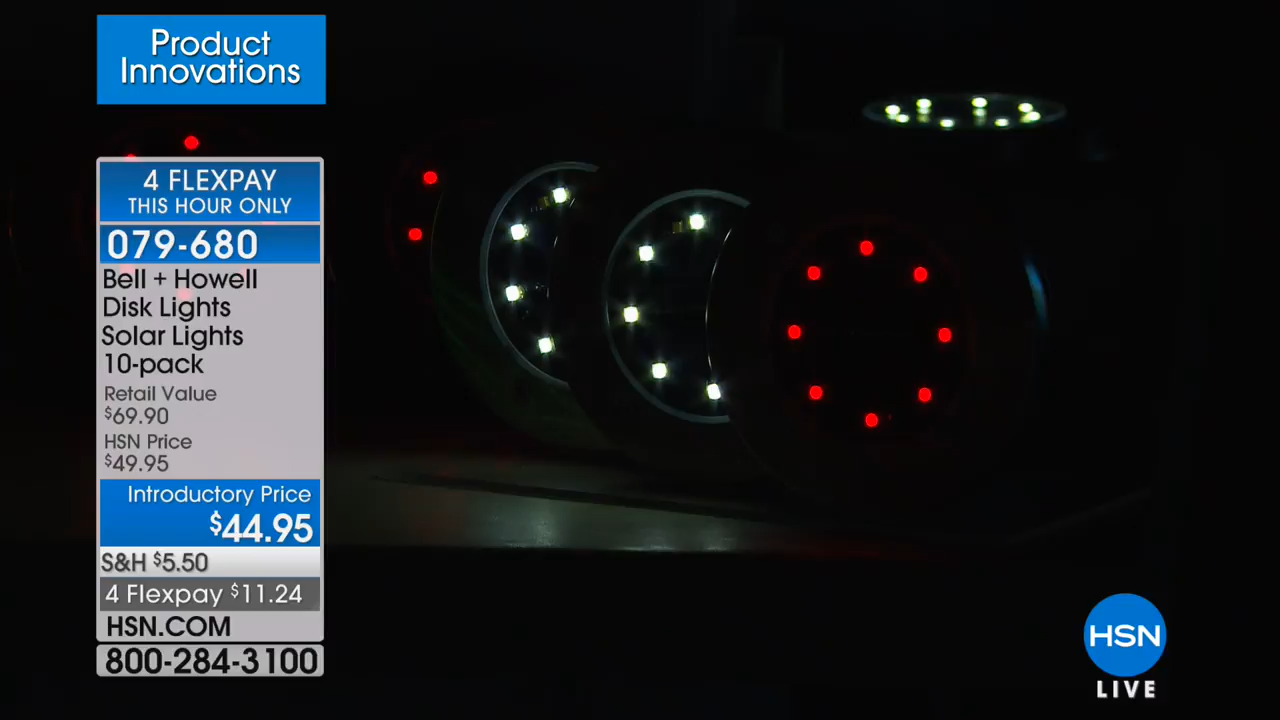 Product
Innovations
4 FLEXPAY
THIS HOUR ONLY
079-680
Bell + Howell
Disk Lights
Solar Lights
10-pack
Retail Value
$69.90
HSN Price
$49.95
Introductory Price
$44.95
S&H $5.50
4 Flexpay $11.24
HSN.COM
800-284-3100
HSN
LIVE